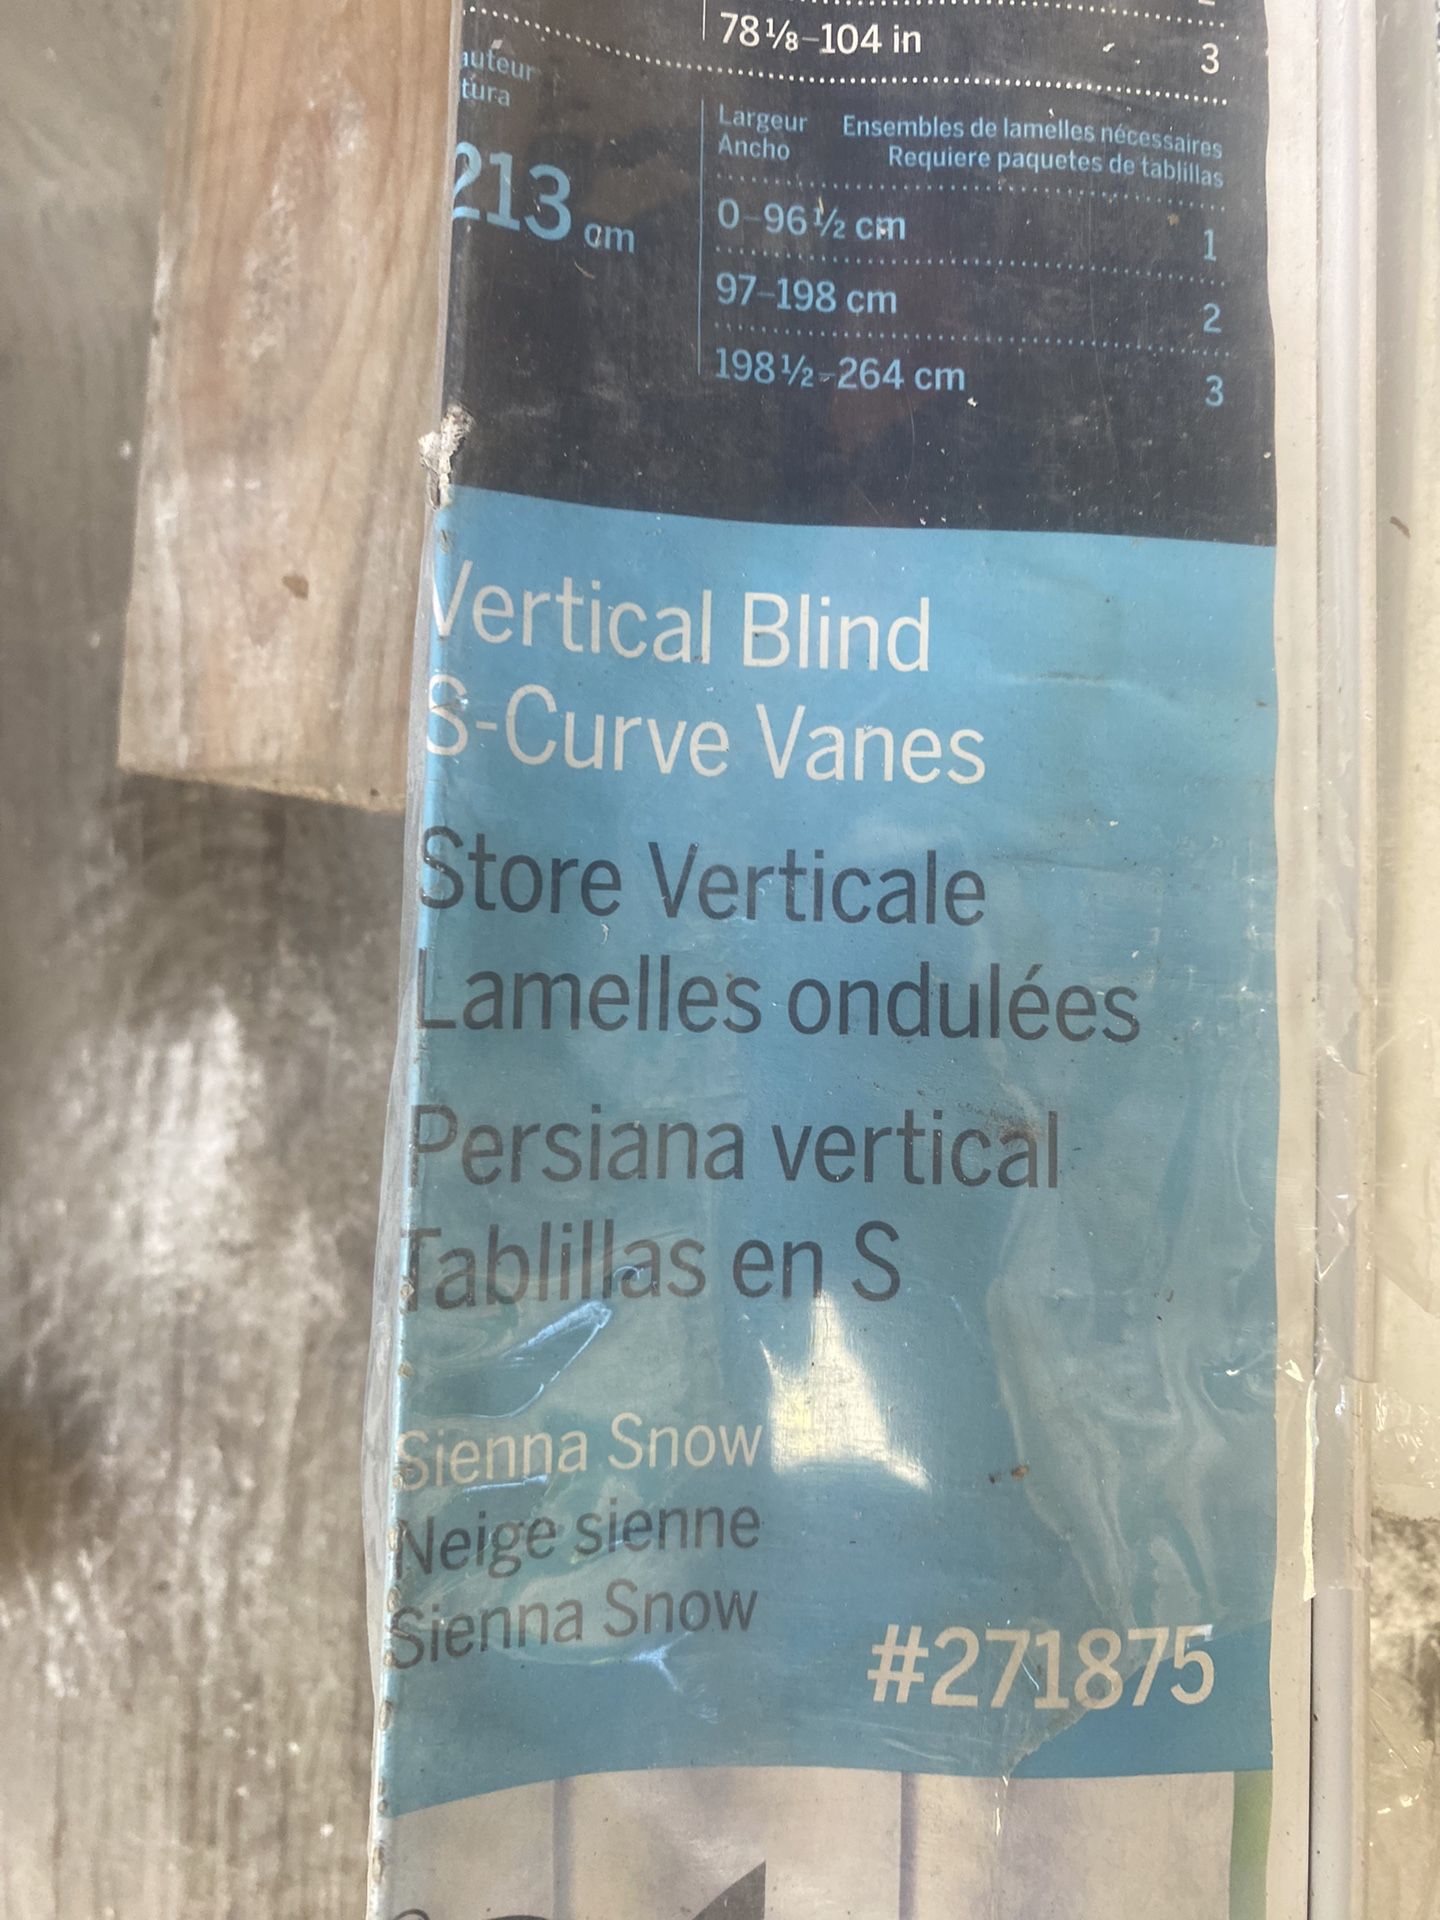 78 1/8–104 in 3
auteur
tura
Largeur Ensembles de lamelles nécessaires
Ancho Requiere paquetes de tablillas
213 cm
0–96 1/2 cm 1
97–198 cm 2
198 1/2–264 cm 3
Vertical Blind
S-Curve Vanes
Store Verticale
Lamelles ondulées
Persiana vertical
Tablillas en S
Sienna Snow
Neige sienne
Sienna Snow
#271875